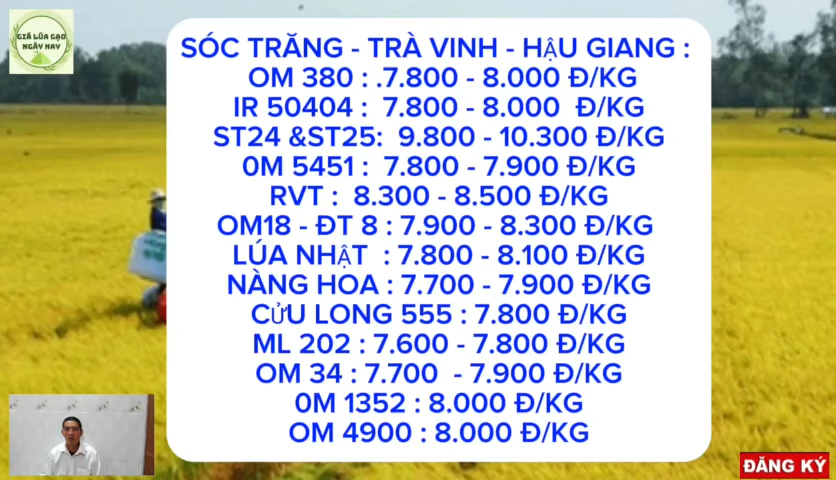 GIÁ LÚA GẠO
NGÀY NAY
SÓC TRĂNG - TRÀ VINH - HẬU GIANG :
OM 380 : .7.800 - 8.000 Đ/KG
IR 50404 : 7.800 - 8.000 Đ/KG
ST24 &ST25: 9.800 - 10.300 Đ/KG
0M 5451 : 7.800 - 7.900 Đ/KG
RVT : 8.300 - 8.500 Đ/KG
OM18 - ĐT 8 : 7.900 - 8.300 Đ/KG
LÚA NHẬT : 7.800 - 8.100 Đ/KG
NÀNG HOA : 7.700 - 7.900 Đ/KG
CỬU LONG 555 : 7.800 Đ/KG
ML 202 : 7.600 - 7.800 Đ/KG
OM 34 : 7.700 - 7.900 Đ/KG
0M 1352 : 8.000 Đ/KG
OM 4900 : 8.000 Đ/KG
ĐĂNG KÝ